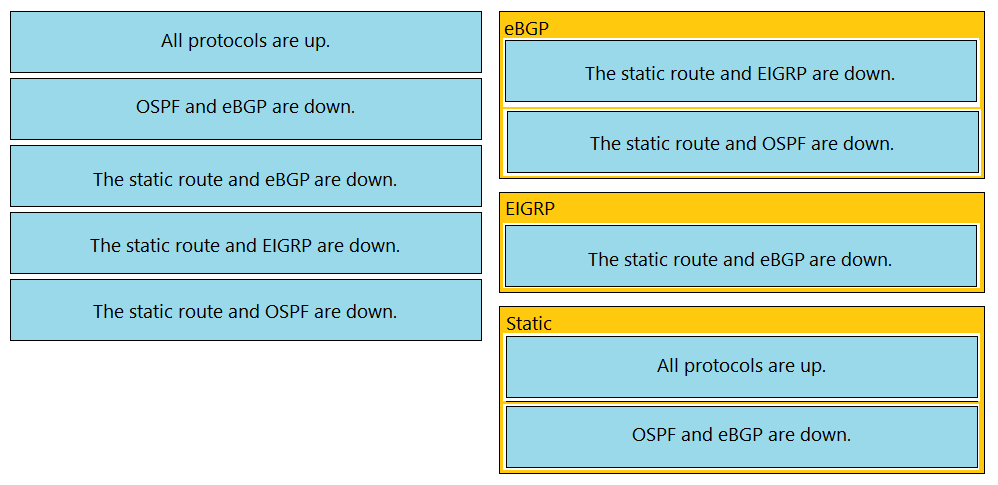 All protocols are up.
OSPF and eBGP are down.
The static route and eBGP are down.
The static route and EIGRP are down.
The static route and OSPF are down.
eBGP
The static route and EIGRP are down.
The static route and OSPF are down.
EIGRP
The static route and eBGP are down.
Static
All protocols are up.
OSPF and eBGP are down.